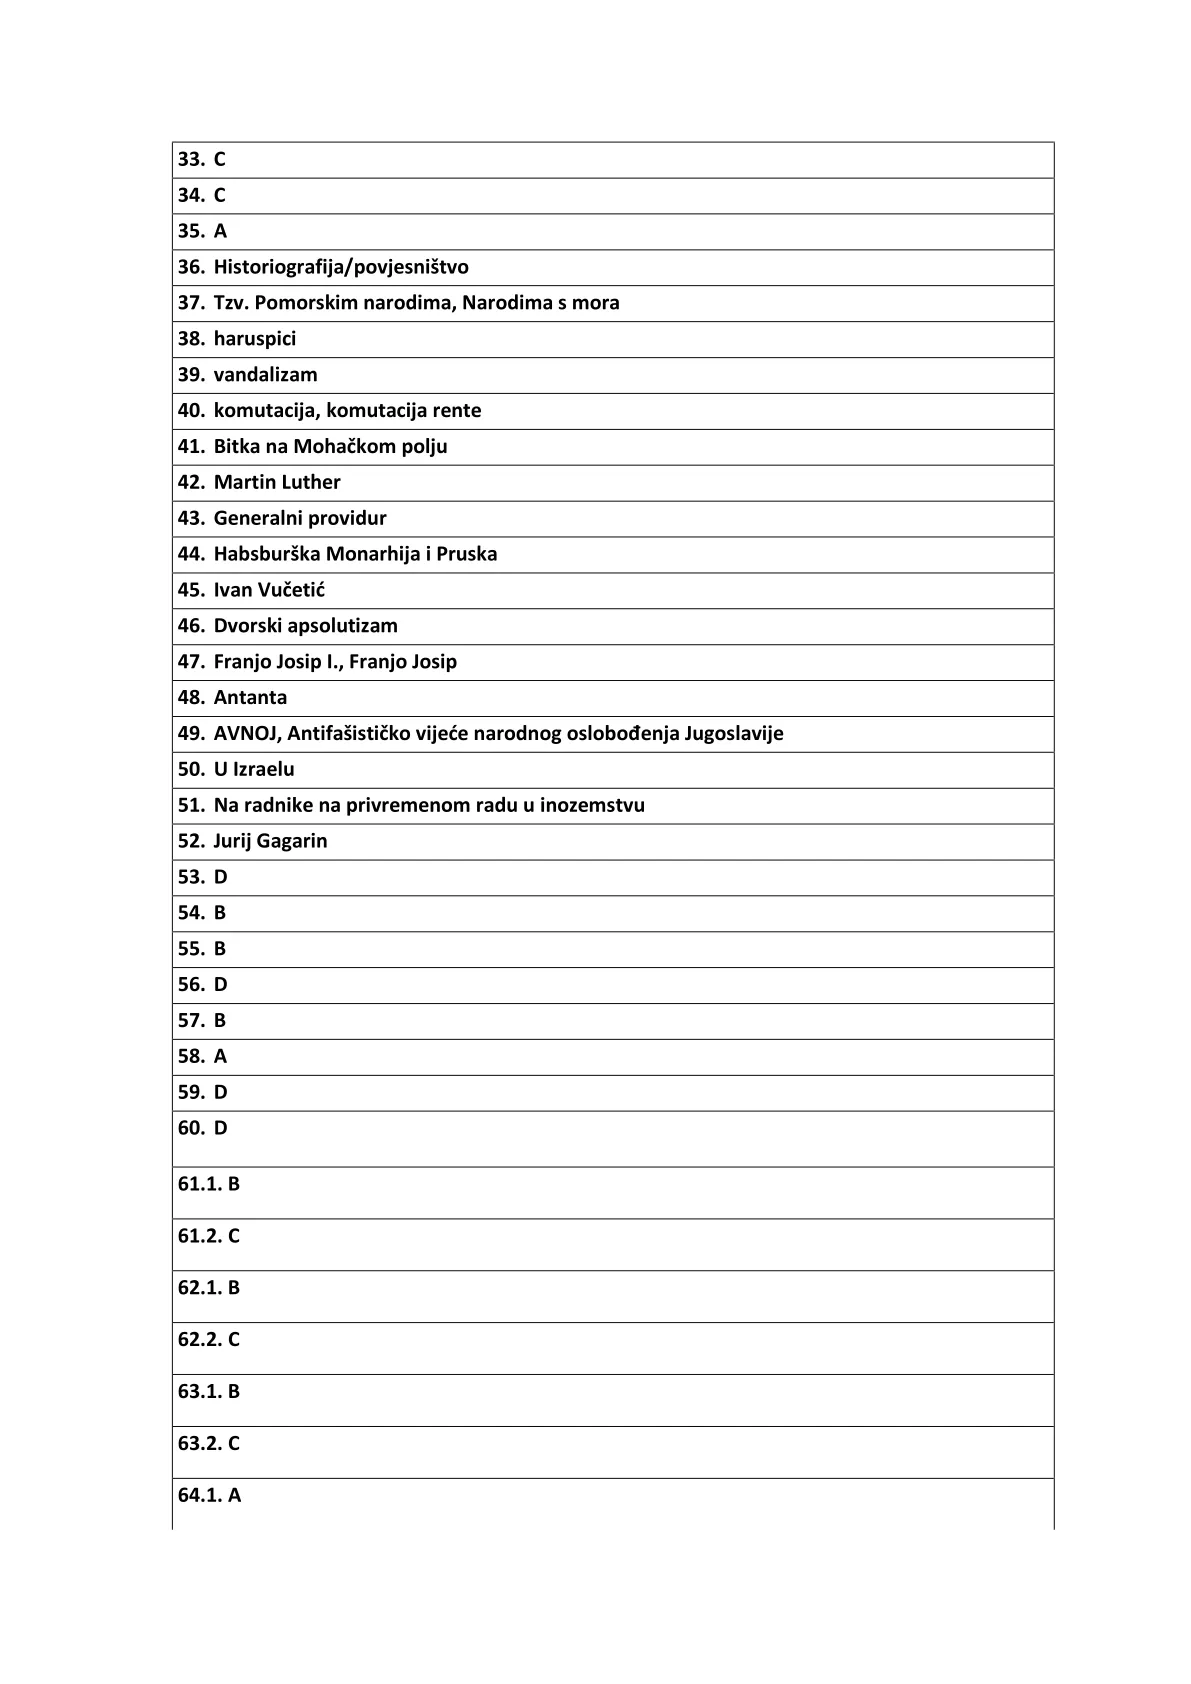 33. C
34. C
35. A
36. Historiografija/povjesništvo
37. Tzv. Pomorskim narodima, Narodima s mora
38. haruspici
39. vandalizam
40. komutacija, komutacija rente
41. Bitka na Mohačkom polju
42. Martin Luther
43. Generalni providur
44. Habsburška Monarhija i Pruska
45. Ivan Vučetić
46. Dvorski apsolutizam
47. Franjo Josip I., Franjo Josip
48. Antanta
49. AVNOJ, Antifašističko vijeće narodnog oslobođenja Jugoslavije
50. U Izraelu
51. Na radnike na privremenom radu u inozemstvu
52. Jurij Gagarin
53. D
54. B
55. B
56. D
57. B
58. A
59. D
60. D
61.1. B
61.2. C
62.1. B
62.2. C
63.1. B
63.2. C
64.1. A